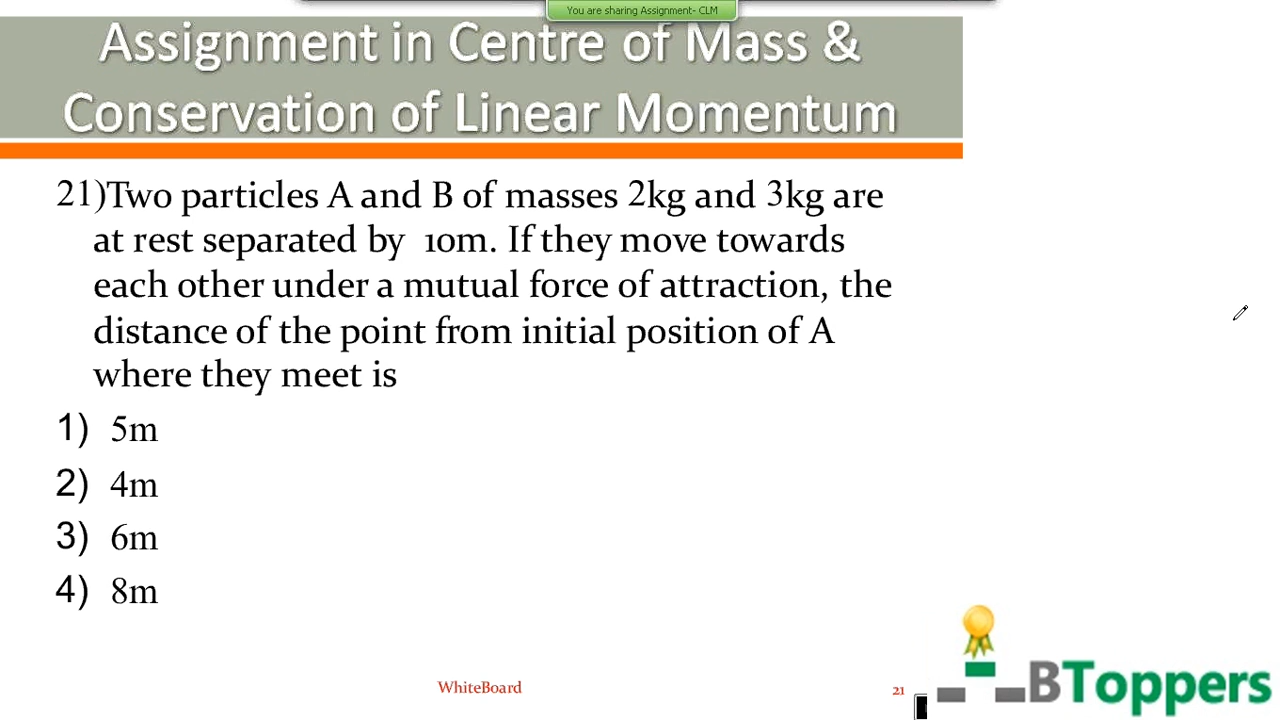 You are sharing Assignment- CLM
Assignment in Centre of Mass &
Conservation of Linear Momentum
21)Two particles A and B of masses 2kg and 3kg are
at rest separated by 10m. If they move towards
each other under a mutual force of attraction, the
distance of the point from initial position of A
where they meet is
1) 5m
2) 4m
3) 6m
4) 8m
WhiteBoard
21
BToppers